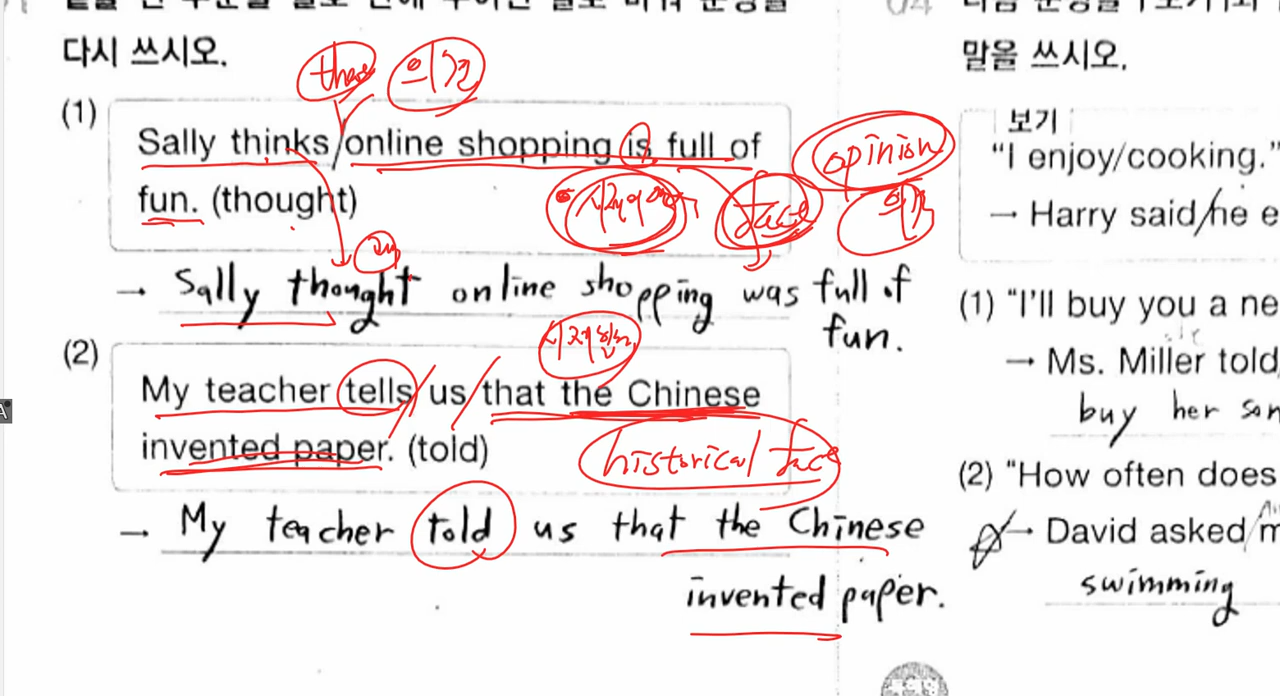 다시 쓰시오.
that 의견
(1)
Sally thinks online shopping is full of
fun. (thought)
opinion
fact 의견
→ Sally thought online shopping was full of
fun.
(2)
My teacher tells us that the Chinese
invented paper. (told)
historical fact
→ My teacher told us that the Chinese
invented paper.
말을 쓰시오.
보기
“I enjoy/cooking.”
→ Harry said/he e
(1) “I'll buy you a ne
→ Ms. Miller told
buy her son
(2) “How often does
→ David asked
swimming